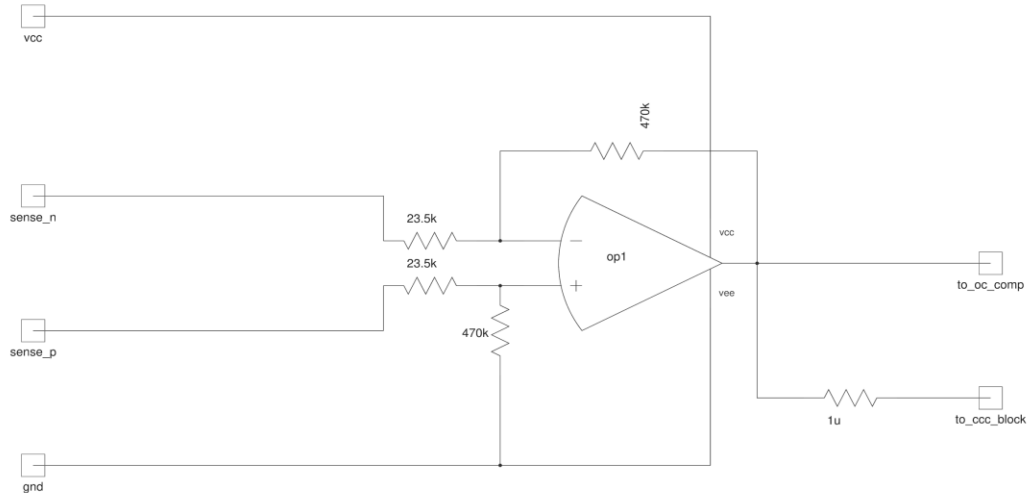 vcc
470k
sense_n
23.5k
vcc
op1
23.5k
to_oc_comp
vee
470k
sense_p
1u
to_ccc_block
gnd